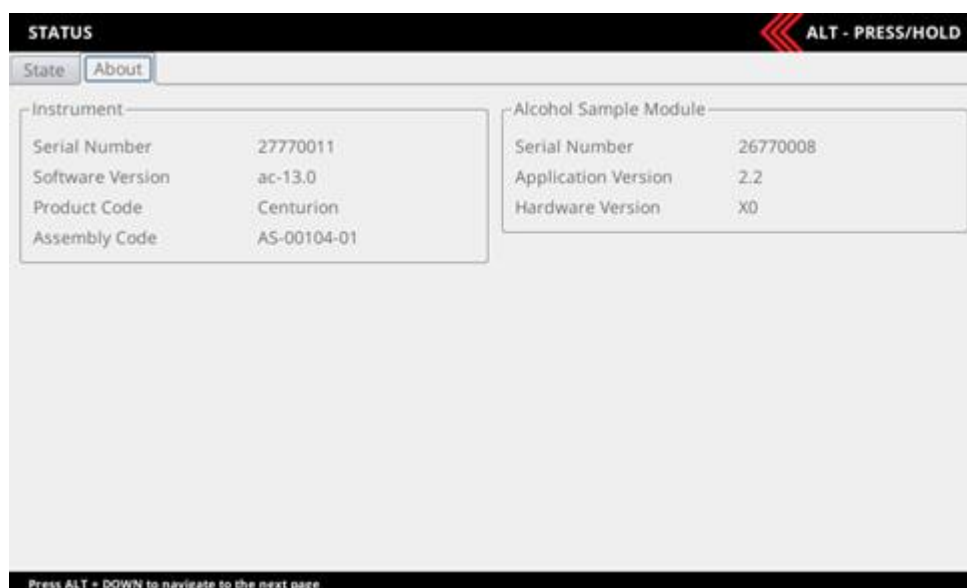 STATUS
ALT - PRESS/HOLD
State
About
Instrument
Serial Number 27770011
Software Version ac-13.0
Product Code Centurion
Assembly Code AS-00104-01
Alcohol Sample Module
Serial Number 26770008
Application Version 2.2
Hardware Version X0
Press ALT + DOWN to navigate to the next page